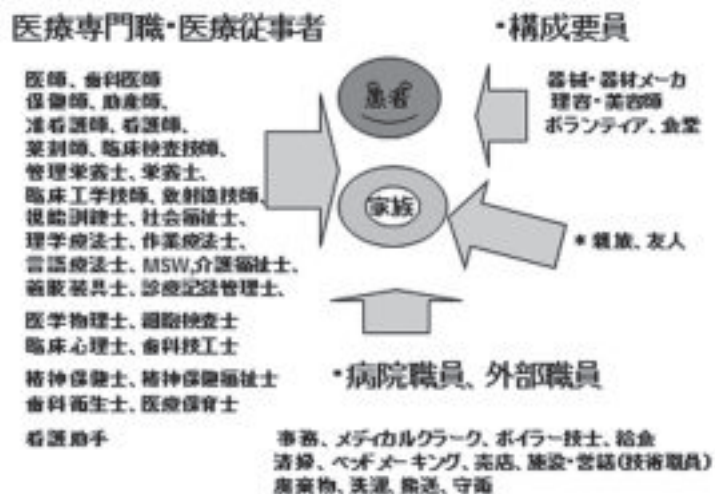 医療専門職・医療従事者
医師、歯科医師
保健師、助産師、
准看護師、看護師、
薬剤師、臨床検査技師、
管理栄養士、栄養士、
臨床工学技師、放射線技師、
視能訓練士、社会福祉士、
理学療法士、作業療法士、
言語療法士、MSW,介護福祉士、
義肢装具士、診療記録管理士、
医学物理士、細胞検査士
臨床心理士、歯科技工士
精神保健士、精神保健福祉士
歯科衛生士、医療保育士
看護助手
・構成要員
器械・器材メーカ
理容・美容師
ボランティア、食堂
患者
家族
*親族、友人
・病院職員、外部職員
事務、メディカルクラーク、ボイラー技士、給食
清掃、ベッドメーキング、売店、施設・営繕(技術職員)
廃棄物、洗濯、搬送、守衛